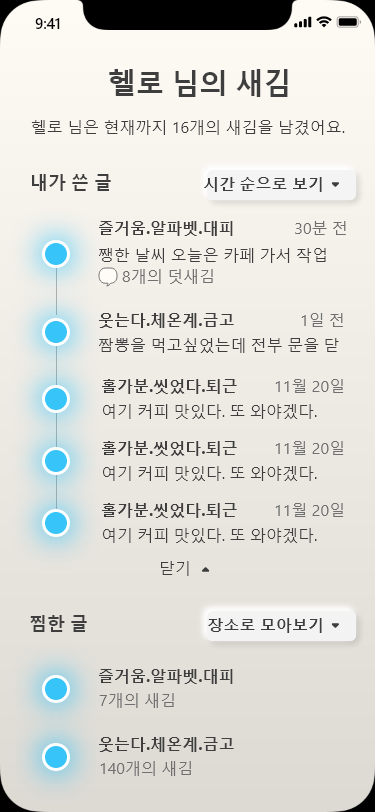 9:41
헬로 님의 새김
헬로 님은 현재까지 16개의 새김을 남겼어요.
내가 쓴 글
시간 순으로 보기
즐거움.알파벳.대피
30분 전
쨍한 날씨 오늘은 카페 가서 작업
8개의 덧새김
웃는다.체온계.금고
1일 전
짬뽕을 먹고싶었는데 전부 문을 닫
홀가분.씻었다.퇴근
11월 20일
여기 커피 맛있다. 또 와야겠다.
홀가분.씻었다.퇴근
11월 20일
여기 커피 맛있다. 또 와야겠다.
홀가분.씻었다.퇴근
11월 20일
여기 커피 맛있다. 또 와야겠다.
닫기
찜한 글
장소로 모아보기
즐거움.알파벳.대피
7개의 새김
웃는다.체온계.금고
140개의 새김